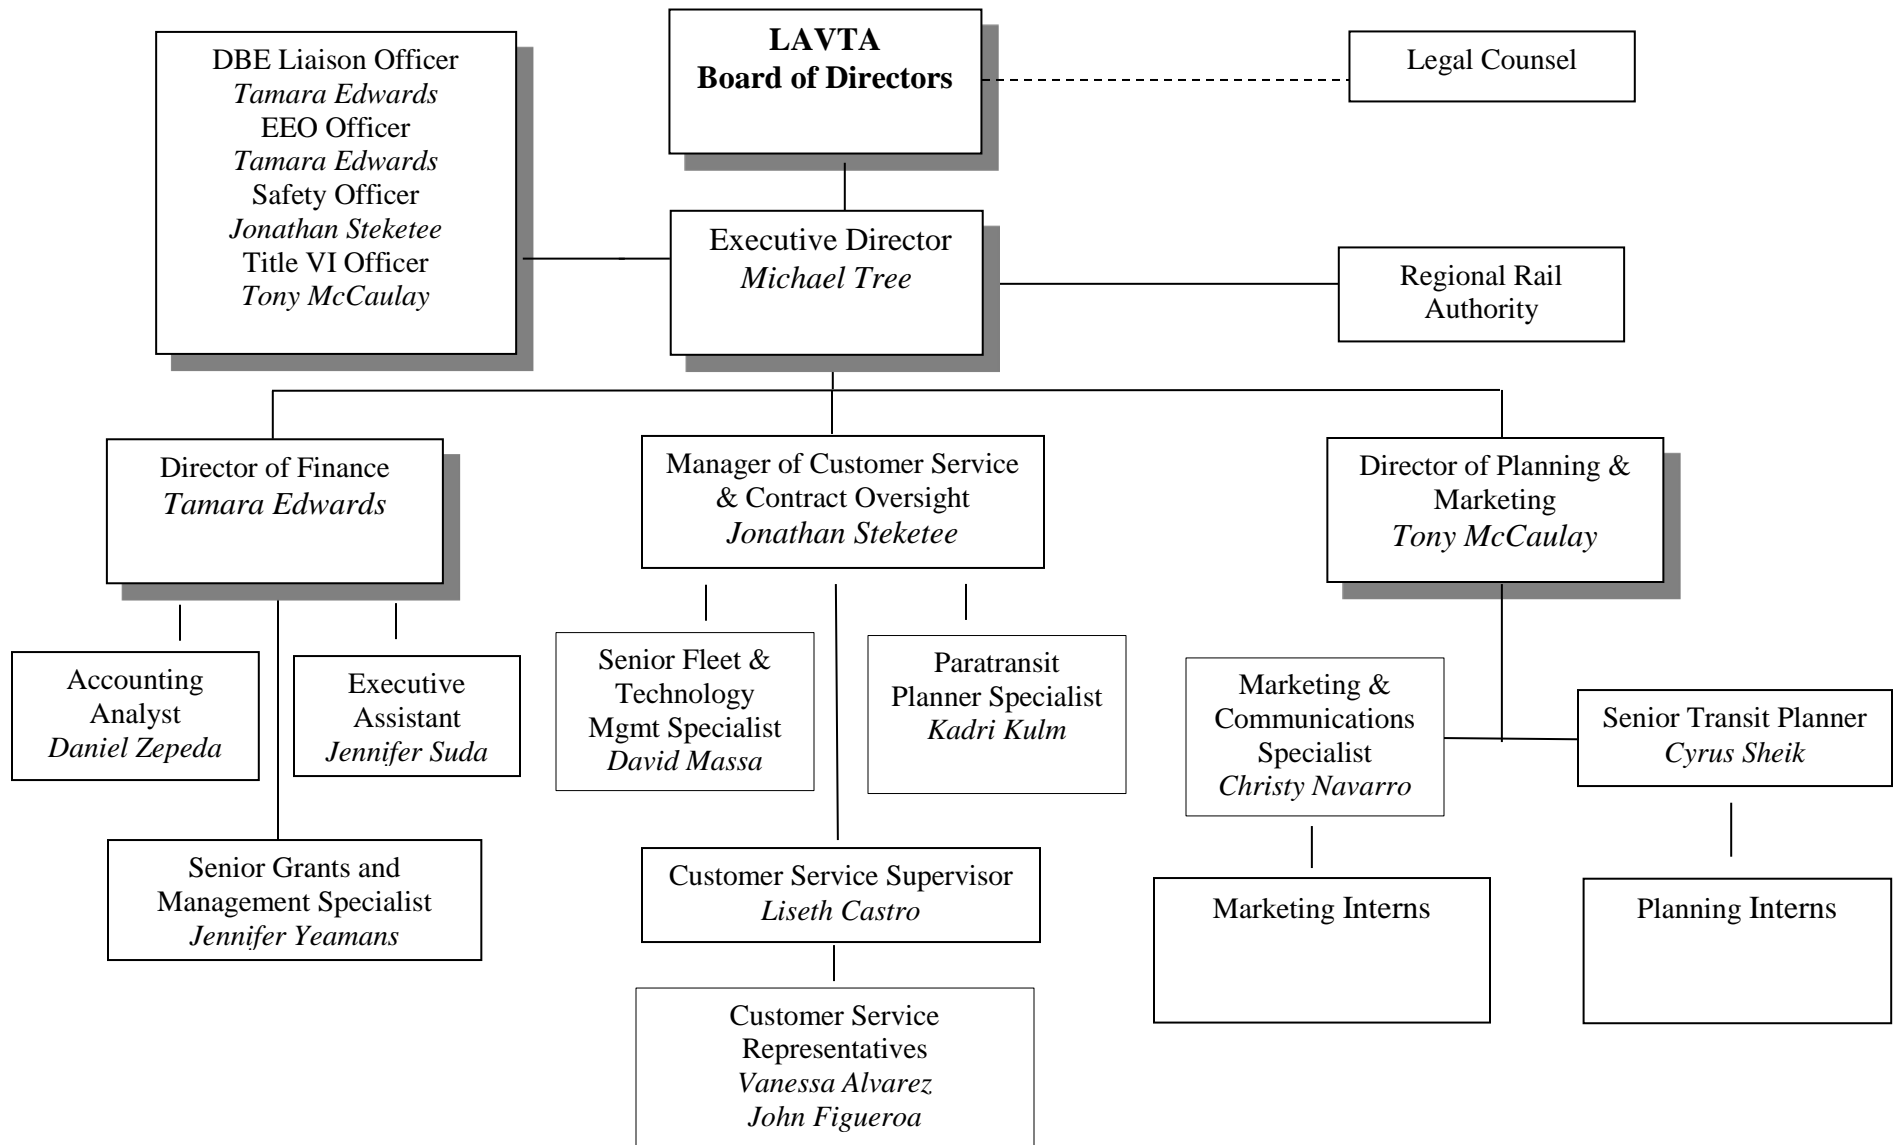 DBE Liaison Officer
Tamara Edwards
EEO Officer
Tamara Edwards
Safety Officer
Jonathan Steketee
Title VI Officer
Tony McCaulay
LAVTA
Board of Directors
Legal Counsel
Executive Director
Michael Tree
Regional Rail
Authority
Director of Finance
Tamara Edwards
Manager of Customer Service
& Contract Oversight
Jonathan Steketee
Director of Planning &
Marketing
Tony McCaulay
Accounting
Analyst
Daniel Zepeda
Executive
Assistant
Jennifer Suda
Senior Fleet &
Technology
Mgmt Specialist
David Massa
Paratransit
Planner Specialist
Kadri Kulm
Marketing &
Communications
Specialist
Christy Navarro
Senior Transit Planner
Cyrus Sheik
Senior Grants and
Management Specialist
Jennifer Yeamans
Customer Service Supervisor
Liseth Castro
Marketing Interns
Planning Interns
Customer Service
Representatives
Vanessa Alvarez
John Figueroa